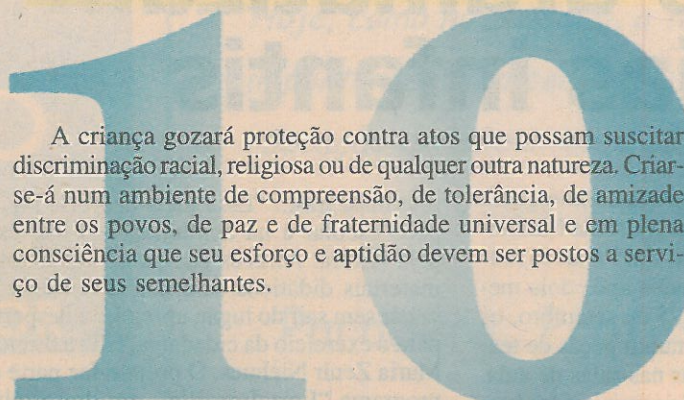 10
A criança gozará proteção contra atos que possam suscitar
discriminação racial, religiosa ou de qualquer outra natureza. Criar-
se-á num ambiente de compreensão, de tolerância, de amizade
entre os povos, de paz e de fraternidade universal e em plena
consciência que seu esforço e aptidão devem ser postos a servi-
ço de seus semelhantes.